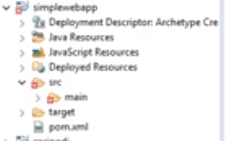 simplewebapp
Deployment Descriptor: Archetype Cre
Java Resources
JavaScript Resources
Deployed Resources
src
main
target
pom.xml